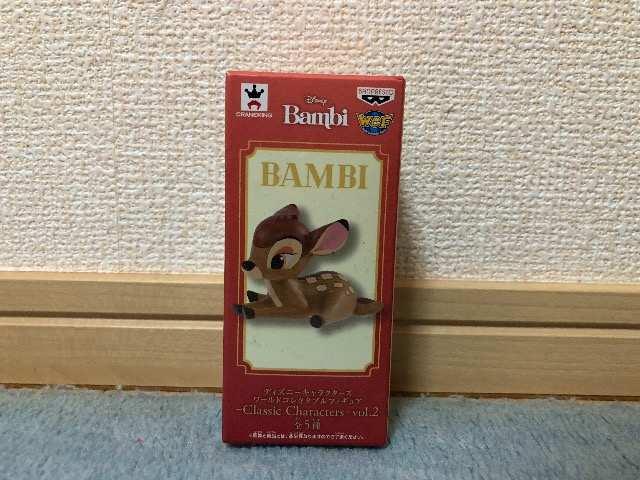 CRANEKING
Disney
Bambi
BANPRESTO
WCF
BAMBI
ディズニーキャラクターズ
ワールドコレクタブルフィギュア
-Classic Characters- vol.2
全5種